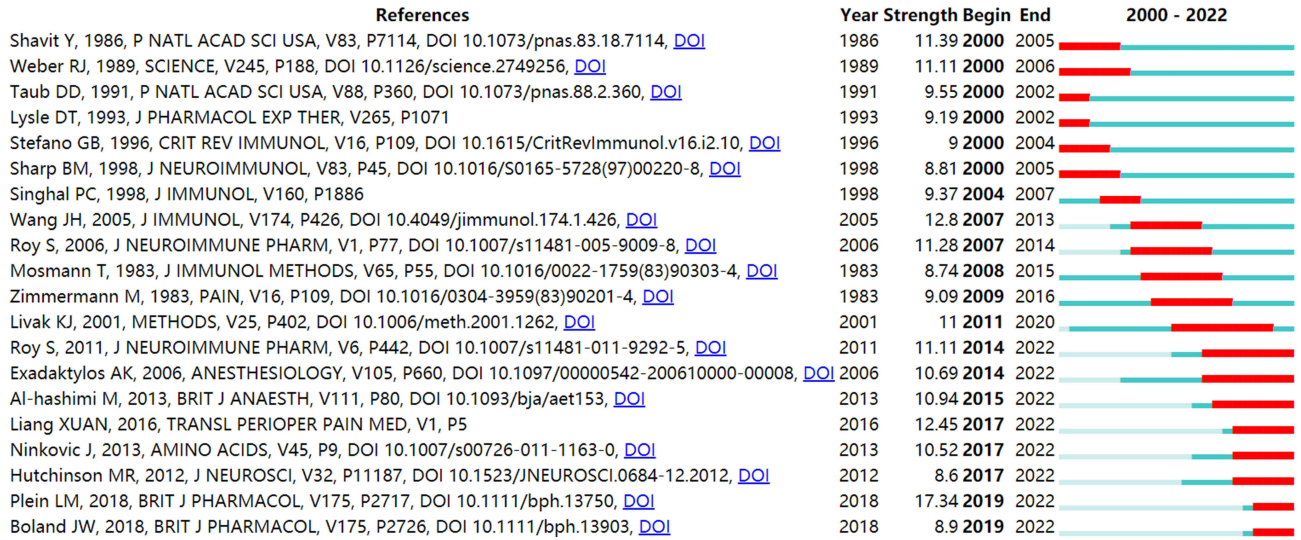 References Year Strength Begin End 2000 - 2022
Shavit Y, 1986, P NATL ACAD SCI USA, V83, P7114, DOI 10.1073/pnas.83.18.7114, DOI 1986 11.39 2000 2005
Weber RJ, 1989, SCIENCE, V245, P188, DOI 10.1126/science.2749256, DOI 1989 11.11 2000 2006
Taub DD, 1991, P NATL ACAD SCI USA, V88, P360, DOI 10.1073/pnas.88.2.360, DOI 1991 9.55 2000 2002
Lysle DT, 1993, J PHARMACOL EXP THER, V265, P1071 1993 9.19 2000 2002
Stefano GB, 1996, CRIT REV IMMUNOL, V16, P109, DOI 10.1615/CritRevImmunol.v16.i2.10, DOI 1996 9 2000 2004
Sharp BM, 1998, J NEUROIMMUNOL, V83, P45, DOI 10.1016/S0165-5728(97)00220-8, DOI 1998 8.81 2000 2005
Singhal PC, 1998, J IMMUNOL, V160, P1886 1998 9.37 2004 2007
Wang JH, 2005, J IMMUNOL, V174, P426, DOI 10.4049/jimmunol.174.1.426, DOI 2005 12.8 2007 2013
Roy S, 2006, J NEUROIMMUNE PHARM, V1, P77, DOI 10.1007/s11481-005-9009-8, DOI 2006 11.28 2007 2014
Mosmann T, 1983, J IMMUNOL METHODS, V65, P55, DOI 10.1016/0022-1759(83)90303-4, DOI 1983 8.74 2008 2015
Zimmermann M, 1983, PAIN, V16, P109, DOI 10.1016/0304-3959(83)90201-4, DOI 1983 9.09 2009 2016
Livak KJ, 2001, METHODS, V25, P402, DOI 10.1006/meth.2001.1262, DOI 2001 11 2011 2020
Roy S, 2011, J NEUROIMMUNE PHARM, V6, P442, DOI 10.1007/s11481-011-9292-5, DOI 2011 11.11 2014 2022
Exadaktylos AK, 2006, ANESTHESIOLOGY, V105, P660, DOI 10.1097/00000542-200610000-00008, DOI 2006 10.69 2014 2022
Al-hashimi M, 2013, BRIT J ANAESTH, V111, P80, DOI 10.1093/bja/aet153, DOI 2013 10.94 2015 2022
Liang XUAN, 2016, TRANSL PERIOPER PAIN MED, V1, P5 2016 12.45 2017 2022
Ninkovic J, 2013, AMINO ACIDS, V45, P9, DOI 10.1007/s00726-011-1163-0, DOI 2013 10.52 2017 2022
Hutchinson MR, 2012, J NEUROSCI, V32, P11187, DOI 10.1523/JNEUROSCI.0684-12.2012, DOI 2012 8.6 2017 2022
Plein LM, 2018, BRIT J PHARMACOL, V175, P2717, DOI 10.1111/bph.13750, DOI 2018 17.34 2019 2022
Boland JW, 2018, BRIT J PHARMACOL, V175, P2726, DOI 10.1111/bph.13903, DOI 2018 8.9 2019 2022